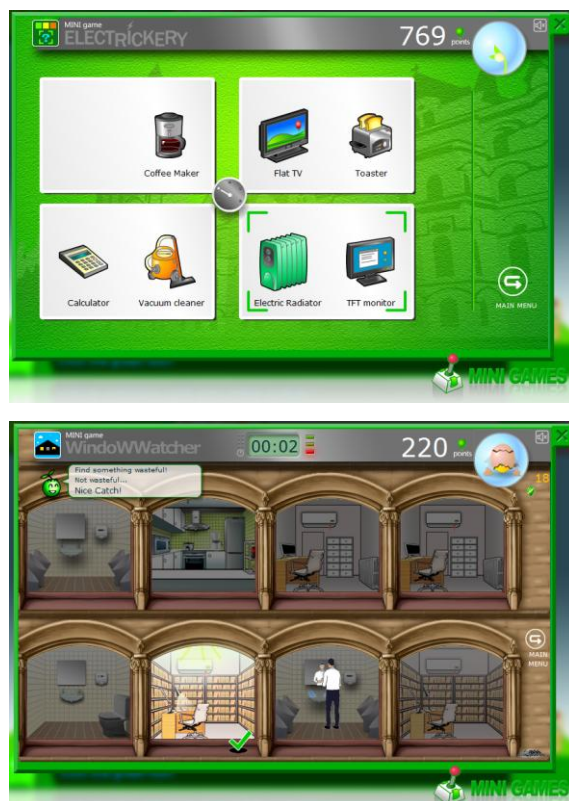 MINI game
ELECTRICKERY
769 points
Coffee Maker
Flat TV
Toaster
Calculator
Vacuum cleaner
Electric Radiator
TFT monitor
MAIN MENU
MINI GAMES
MINI game
WindoWWatcher
00:02
220 points
Find something wasteful!
Not wasteful...
Nice Catch!
18
MAIN
MENU
MINI GAMES